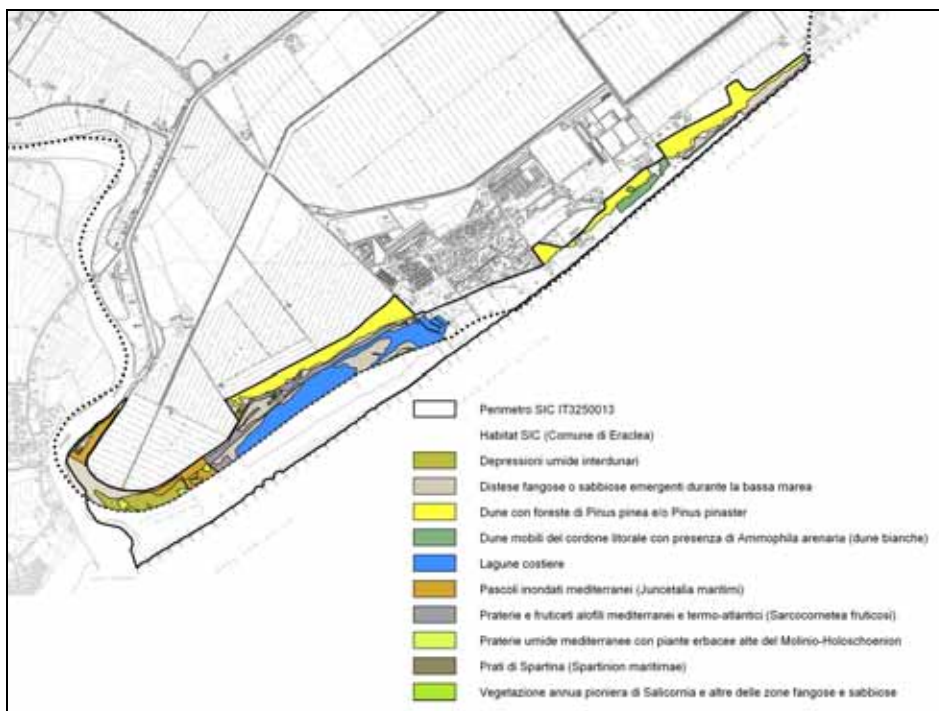 Perimetro SIC IT3250013
Habitat SIC (Comune di Eraclea)
Depressioni umide interdunari
Distese fangose o sabbiose emergenti durante la bassa marea
Dune con foreste di Pinus pinea e/o Pinus pinaster
Dune mobili del cordone litorale con presenza di Ammophila arenaria (dune bianche)
Lagune costiere
Pascoli inondati mediterranei (Juncetalia maritimi)
Praterie e fruticeti alofili mediterranei e termo-atlantici (Sarcocornetea fruticosi)
Praterie umide mediterranee con piante erbacee alte del Molinio-Holoschoenion
Prati di Spartina (Spartinion maritimae)
Vegetazione annua pioniera di Salicornia e altre delle zone fangose e sabbiose